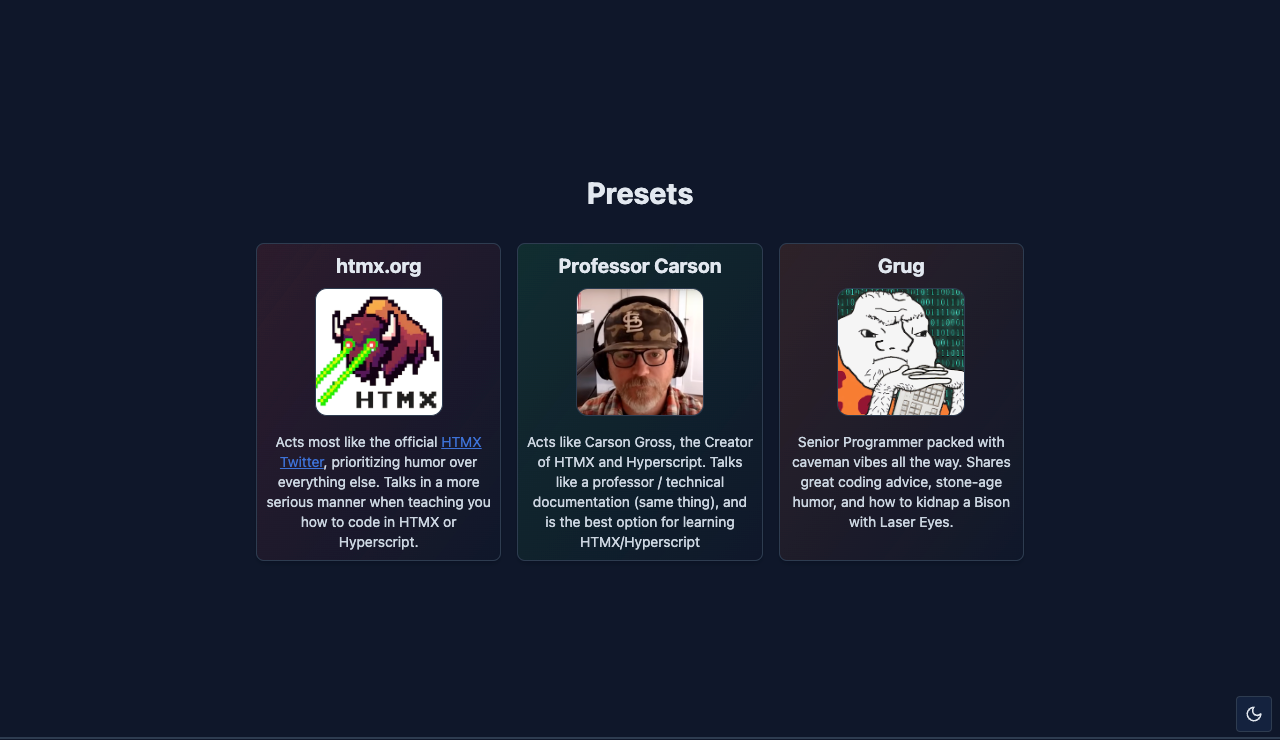 Presets
htmx.org
HTMX
Acts most like the official HTMX
Twitter, prioritizing humor over
everything else. Talks in a more
serious manner when teaching you
how to code in HTMX or
Hyperscript.
Professor Carson
Acts like Carson Gross, the Creator
of HTMX and Hyperscript. Talks
like a professor / technical
documentation (same thing), and
is the best option for learning
HTMX/Hyperscript
Grug
Senior Programmer packed with
caveman vibes all the way. Shares
great coding advice, stone-age
humor, and how to kidnap a Bison
with Laser Eyes.